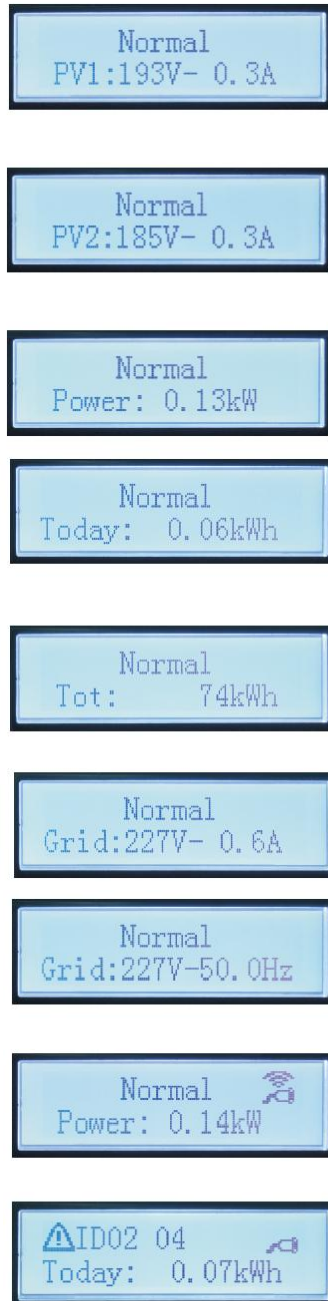 Normal
PV1:193V- 0.3A
Normal
PV2:185V- 0.3A
Normal
Power: 0.13kW
Normal
Today: 0.06kWh
Normal
Tot: 74kWh
Normal
Grid:227V- 0.6A
Normal
Grid:227V-50.0Hz
Normal
Power: 0.14kW
ID02 04
Today: 0.07kWh